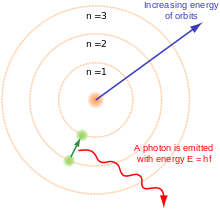 Increasing energy
of orbits
n = 3
n = 2
n = 1
A photon is emitted
with energy E = hf